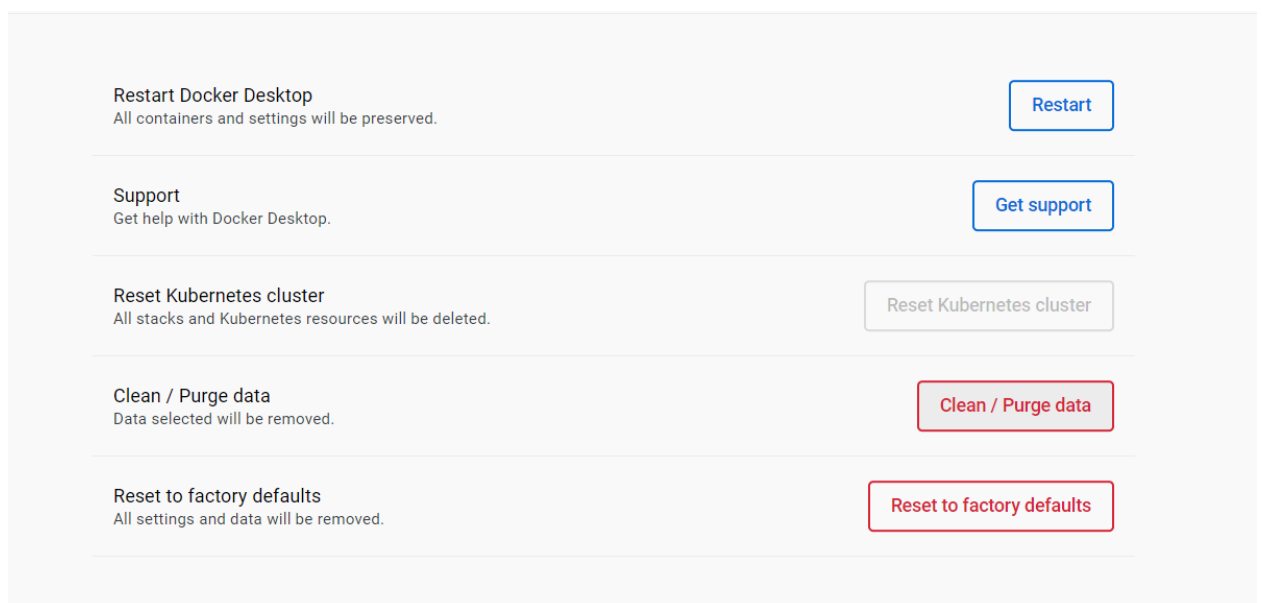 Restart Docker Desktop
All containers and settings will be preserved.
Restart
Support
Get help with Docker Desktop.
Get support
Reset Kubernetes cluster
All stacks and Kubernetes resources will be deleted.
Reset Kubernetes cluster
Clean / Purge data
Data selected will be removed.
Clean / Purge data
Reset to factory defaults
All settings and data will be removed.
Reset to factory defaults